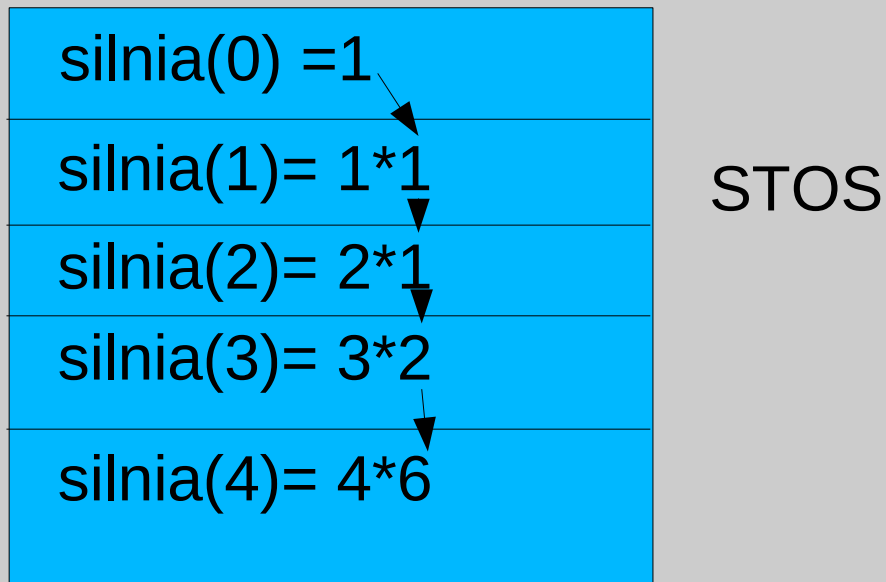 silnia(0) =1
silnia(1)= 1*1
STOS
silnia(2)= 2*1
silnia(3)= 3*2
silnia(4)= 4*6